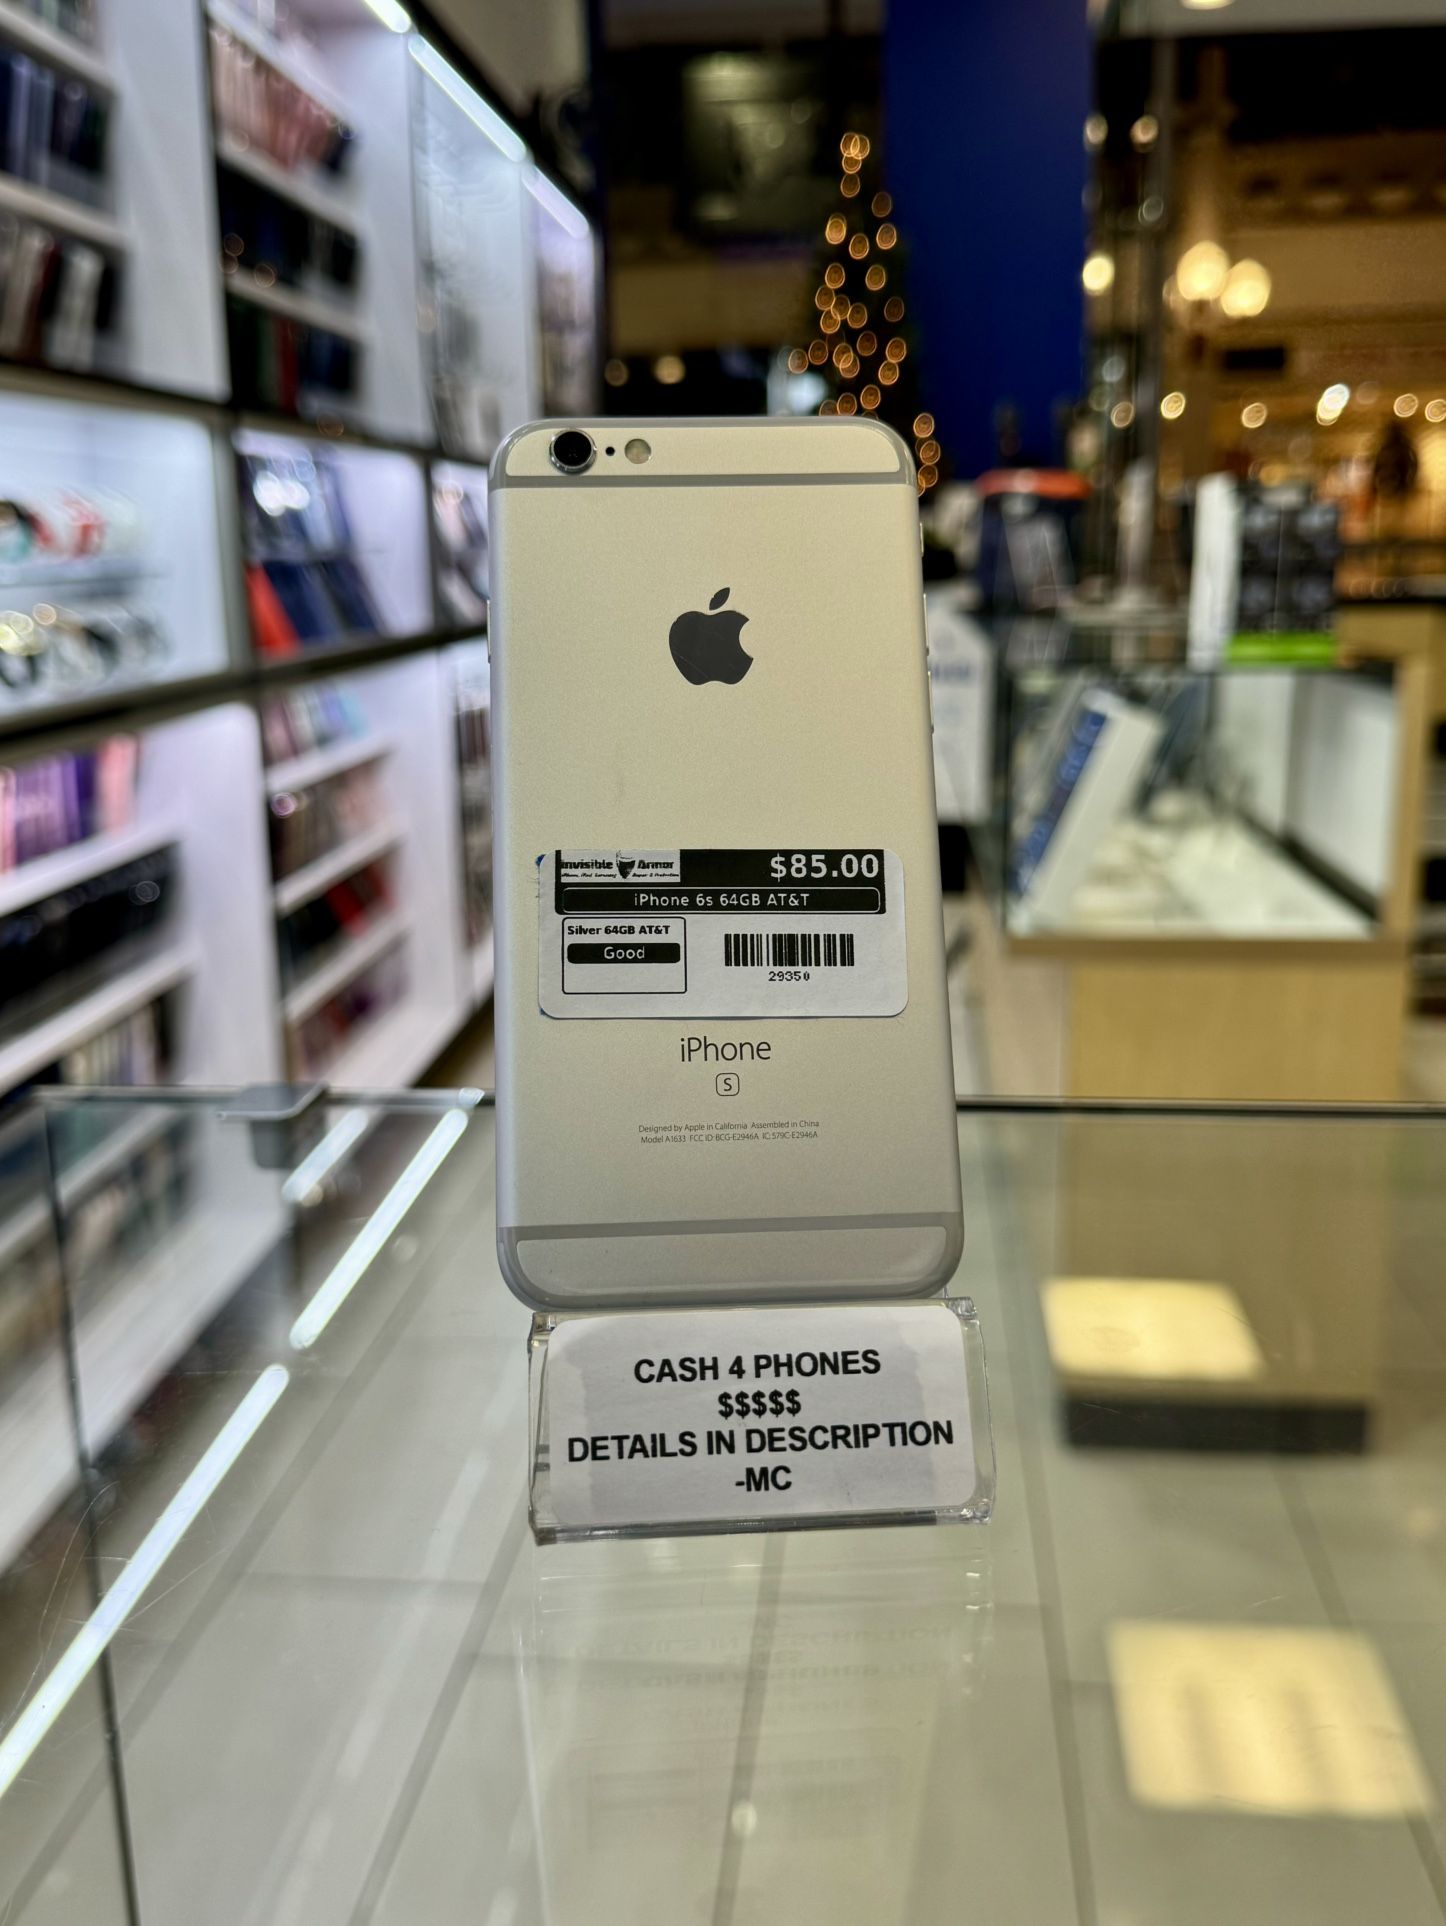 Invisible Armor
$85.00
iPhone 6s 64GB AT&T
Silver 64GB AT&T
Good
29350
iPhone
S
Designed by Apple in California Assembled in China
Model A1633 FCC ID: BCG-E2946A IC: 579C-E2946A
CASH 4 PHONES
$$$$$
DETAILS IN DESCRIPTION
-MC